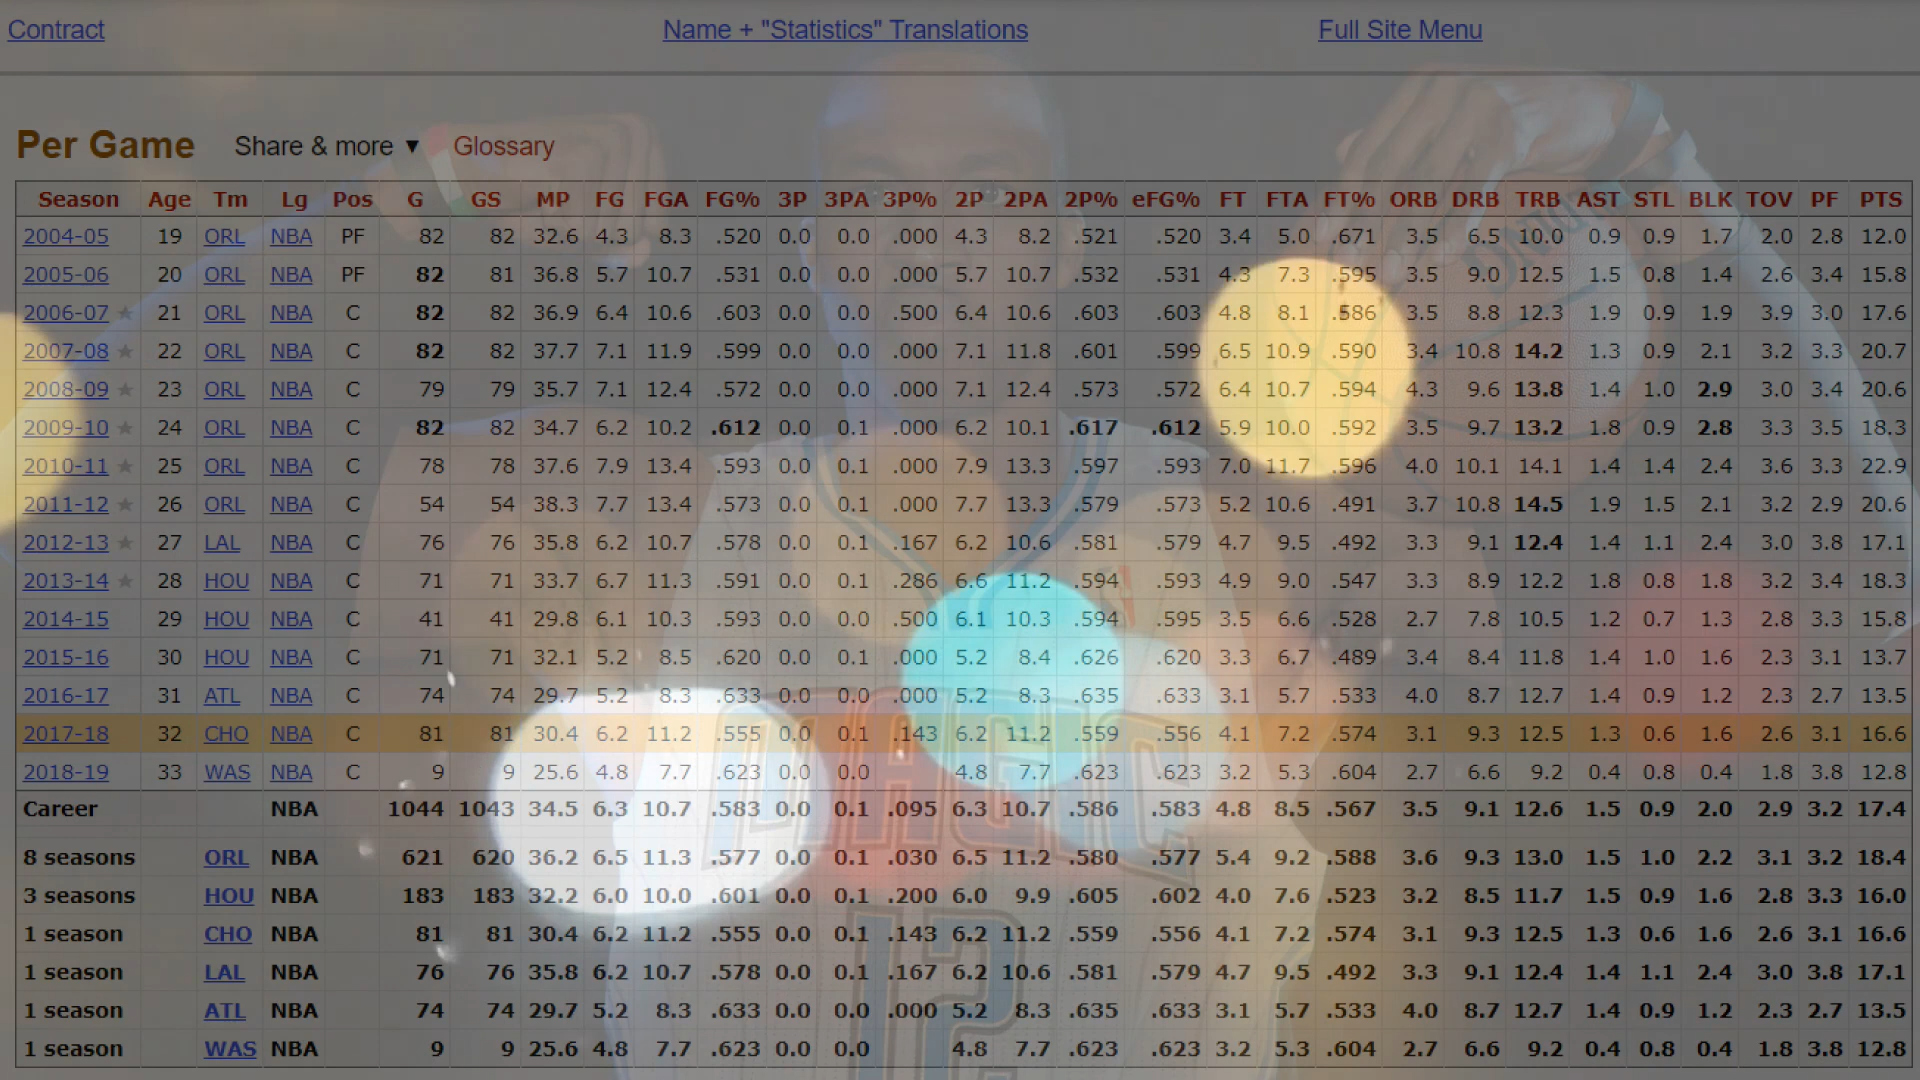 Contract Name + "Statistics" Translations Full Site Menu
Per Game Share & more ▼ Glossary
Season Age Tm Lg Pos G GS MP FG FGA FG% 3P 3PA 3P% 2P 2PA 2P% eFG% FT FTA FT% ORB DRB TRB AST STL BLK TOV PF PTS
2004-05 19 ORL NBA PF 82 82 32.6 4.3 8.3 .520 0.0 0.0 .000 4.3 8.2 .521 .520 3.4 5.0 .671 3.5 6.5 10.0 0.9 0.9 1.7 2.0 2.8 12.0
2005-06 20 ORL NBA PF 82 81 36.8 5.7 10.7 .531 0.0 0.0 .000 5.7 10.7 .532 .531 4.3 7.3 .595 3.5 9.0 12.5 1.5 0.8 1.4 2.6 3.4 15.8
2006-07 ★ 21 ORL NBA C 82 82 36.9 6.4 10.6 .603 0.0 0.0 .500 6.4 10.6 .603 .603 4.8 8.1 .586 3.5 8.8 12.3 1.9 0.9 1.9 3.9 3.0 17.6
2007-08 ★ 22 ORL NBA C 82 82 37.7 7.1 11.9 .599 0.0 0.0 .000 7.1 11.8 .601 .599 6.5 10.9 .590 3.4 10.8 14.2 1.3 0.9 2.1 3.2 3.3 20.7
2008-09 ★ 23 ORL NBA C 79 79 35.7 7.1 12.4 .572 0.0 0.0 .000 7.1 12.4 .573 .572 6.4 10.7 .594 4.3 9.6 13.8 1.4 1.0 2.9 3.0 3.4 20.6
2009-10 ★ 24 ORL NBA C 82 82 34.7 6.2 10.2 .612 0.0 0.1 .000 6.2 10.1 .617 .612 5.9 10.0 .592 3.5 9.7 13.2 1.8 0.9 2.8 3.3 3.5 18.3
2010-11 ★ 25 ORL NBA C 78 78 37.6 7.9 13.4 .593 0.0 0.1 .000 7.9 13.3 .597 .593 7.0 11.7 .596 4.0 10.1 14.1 1.4 1.4 2.4 3.6 3.3 22.9
2011-12 ★ 26 ORL NBA C 54 54 38.3 7.7 13.4 .573 0.0 0.1 .000 7.7 13.3 .579 .573 5.2 10.6 .491 3.7 10.8 14.5 1.9 1.5 2.1 3.2 2.9 20.6
2012-13 ★ 27 LAL NBA C 76 76 35.8 6.2 10.7 .578 0.0 0.1 .167 6.2 10.6 .581 .579 4.7 9.5 .492 3.3 9.1 12.4 1.4 1.1 2.4 3.0 3.8 17.1
2013-14 ★ 28 HOU NBA C 71 71 33.7 6.7 11.3 .591 0.0 0.1 .286 6.6 11.2 .594 .593 4.9 9.0 .547 3.3 8.9 12.2 1.8 0.8 1.8 3.2 3.4 18.3
2014-15 29 HOU NBA C 41 41 29.8 6.1 10.3 .593 0.0 0.0 .500 6.1 10.3 .594 .595 3.5 6.6 .528 2.7 7.8 10.5 1.2 0.7 1.3 2.8 3.3 15.8
2015-16 30 HOU NBA C 71 71 32.1 5.2 8.5 .620 0.0 0.1 .000 5.2 8.4 .626 .620 3.3 6.7 .489 3.4 8.4 11.8 1.4 1.0 1.6 2.3 3.1 13.7
2016-17 31 ATL NBA C 74 74 29.7 5.2 8.3 .633 0.0 0.0 .000 5.2 8.3 .635 .633 3.1 5.7 .533 4.0 8.7 12.7 1.4 0.9 1.2 2.3 2.7 13.5
2017-18 32 CHO NBA C 81 81 30.4 6.2 11.2 .555 0.0 0.1 .143 6.2 11.2 .559 .556 4.1 7.2 .574 3.1 9.3 12.5 1.3 0.6 1.6 2.6 3.1 16.6
2018-19 33 WAS NBA C 9 9 25.6 4.8 7.7 .623 0.0 0.0 4.8 7.7 .623 .623 3.2 5.3 .604 2.7 6.6 9.2 0.4 0.8 0.4 1.8 3.8 12.8
Career NBA 1044 1043 34.5 6.3 10.7 .583 0.0 0.1 .095 6.3 10.7 .586 .583 4.8 8.5 .567 3.5 9.1 12.6 1.5 0.9 2.0 2.9 3.2 17.4
8 seasons ORL NBA 621 620 36.2 6.5 11.3 .577 0.0 0.1 .030 6.5 11.2 .580 .577 5.4 9.2 .588 3.6 9.3 13.0 1.5 1.0 2.2 3.1 3.2 18.4
3 seasons HOU NBA 183 183 32.2 6.0 10.0 .601 0.0 0.1 .200 6.0 9.9 .605 .602 4.0 7.6 .523 3.2 8.5 11.7 1.5 0.9 1.6 2.8 3.3 16.0
1 season CHO NBA 81 81 30.4 6.2 11.2 .555 0.0 0.1 .143 6.2 11.2 .559 .556 4.1 7.2 .574 3.1 9.3 12.5 1.3 0.6 1.6 2.6 3.1 16.6
1 season LAL NBA 76 76 35.8 6.2 10.7 .578 0.0 0.1 .167 6.2 10.6 .581 .579 4.7 9.5 .492 3.3 9.1 12.4 1.4 1.1 2.4 3.0 3.8 17.1
1 season ATL NBA 74 74 29.7 5.2 8.3 .633 0.0 0.0 .000 5.2 8.3 .635 .633 3.1 5.7 .533 4.0 8.7 12.7 1.4 0.9 1.2 2.3 2.7 13.5
1 season WAS NBA 9 9 25.6 4.8 7.7 .623 0.0 0.0 4.8 7.7 .623 .623 3.2 5.3 .604 2.7 6.6 9.2 0.4 0.8 0.4 1.8 3.8 12.8
MAGIC
12